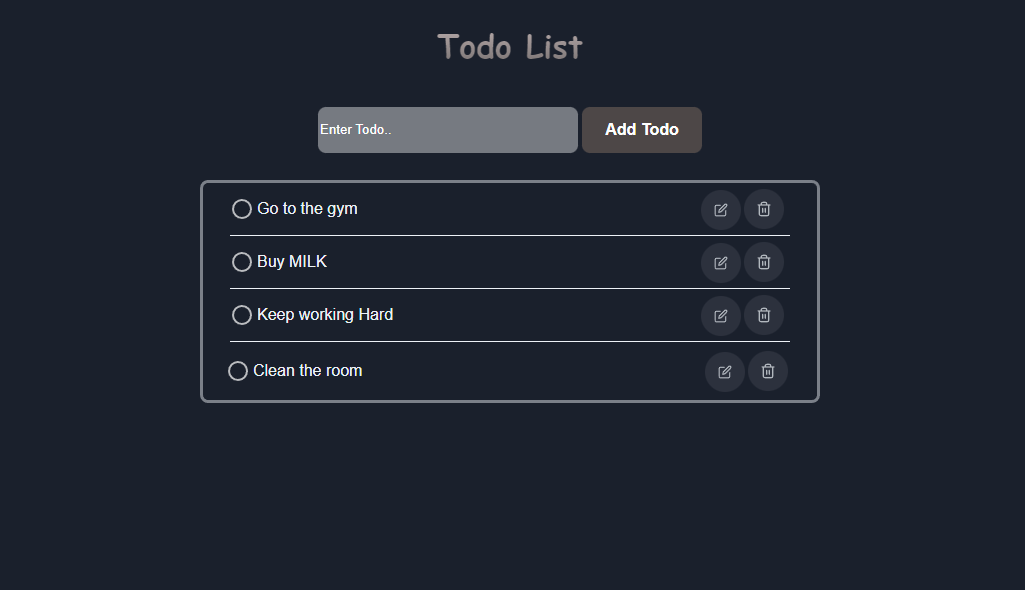 Todo List
Enter Todo..
Add Todo
Go to the gym
Buy MILK
Keep working Hard
Clean the room